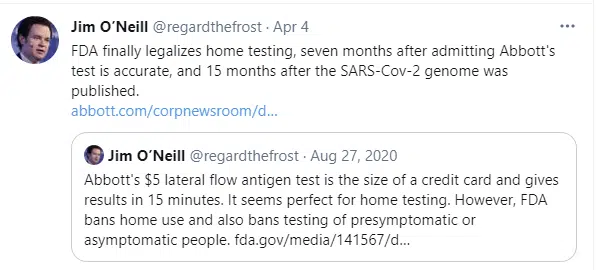 Jim O'Neill @regardthefrost · Apr 4
FDA finally legalizes home testing, seven months after admitting Abbott's
test is accurate, and 15 months after the SARS-Cov-2 genome was
published.
abbott.com/corpnewsroom/d...
Jim O'Neill @regardthefrost · Aug 27, 2020
Abbott's $5 lateral flow antigen test is the size of a credit card and gives
results in 15 minutes. It seems perfect for home testing. However, FDA
bans home use and also bans testing of presymptomatic or
asymptomatic people. fda.gov/media/141567/d...